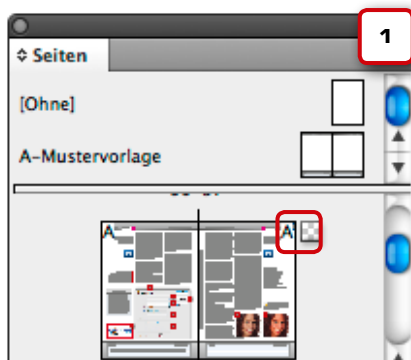 1
Seiten
[Ohne]
A-Mustervorlage
A A